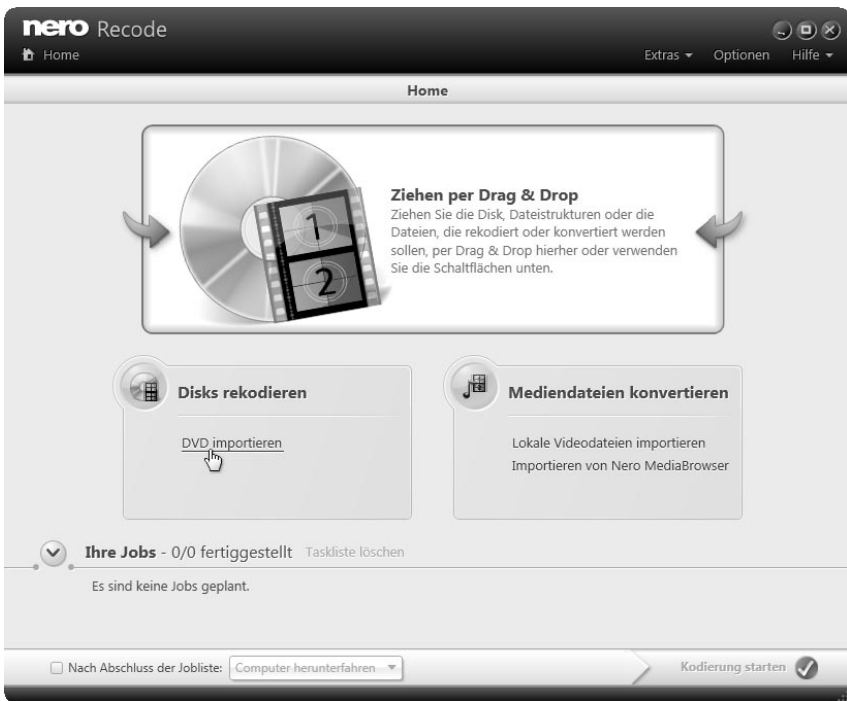 nero Recode
Home
Extras
Optionen
Hilfe
Home
Ziehen per Drag & Drop
Ziehen Sie die Disk, Dateistrukturen oder die
Dateien, die rekodiert oder konvertiert werden
sollen, per Drag & Drop hierher oder verwenden
Sie die Schaltflächen unten.
1
2
Disks rekodieren
DVD importieren
Mediendateien konvertieren
Lokale Videodateien importieren
Importieren von Nero MediaBrowser
Ihre Jobs - 0/0 fertiggestellt Taskliste löschen
Es sind keine Jobs geplant.
Nach Abschluss der Jobliste: Computer herunterfahren
Kodierung starten